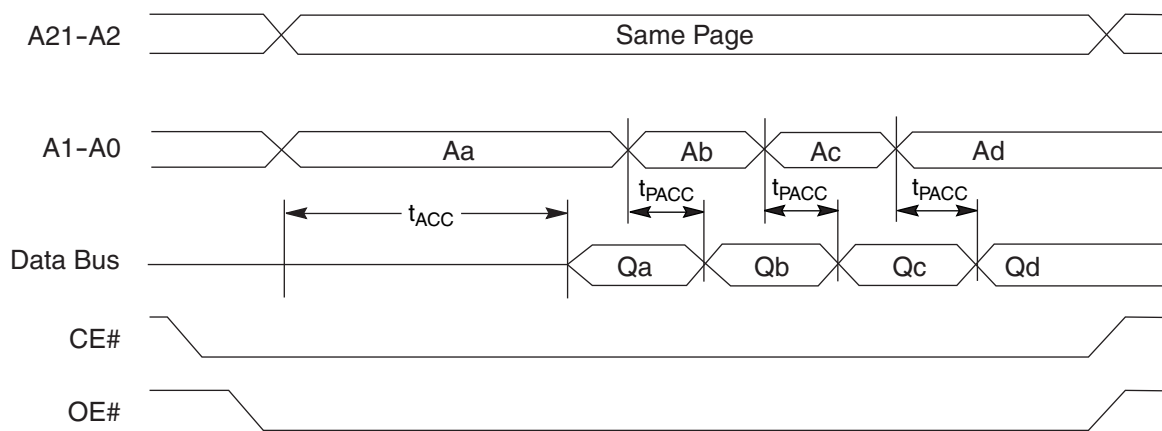 A21-A2 Same Page
A1-A0 Aa Ab Ac Ad
tACC tPACC tPACC tPACC
Data Bus Qa Qb Qc Qd
CE#
OE#